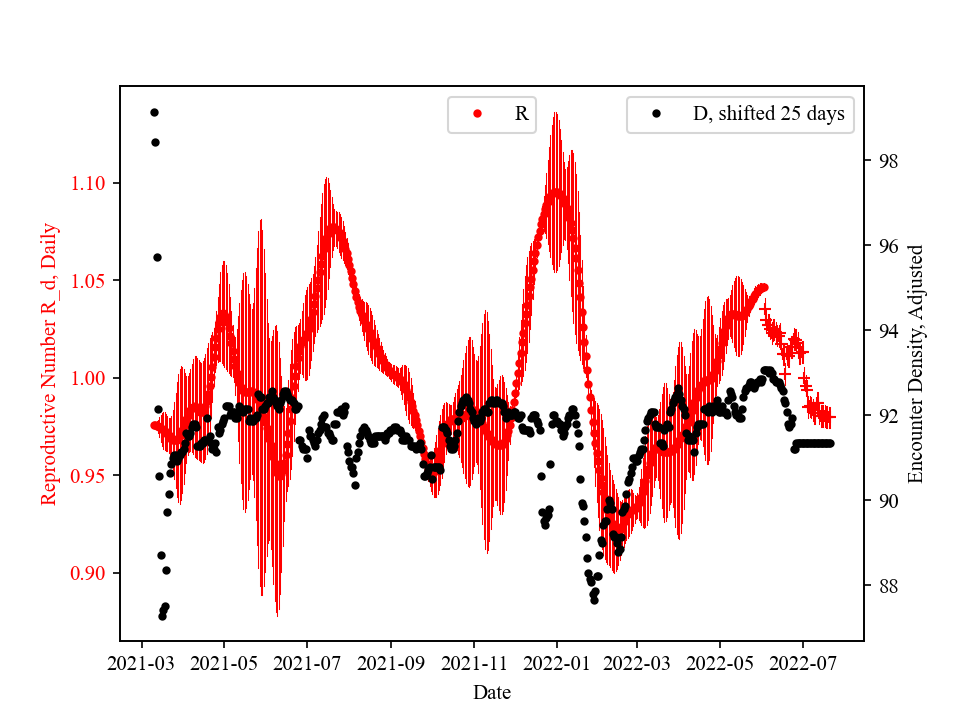 R
D, shifted 25 days
1.10
1.05
1.00
0.95
0.90
Reproductive Number R_d, Daily
98
96
94
92
90
88
Encounter Density, Adjusted
2021-03 2021-05 2021-07 2021-09 2021-11 2022-01 2022-03 2022-05 2022-07
Date